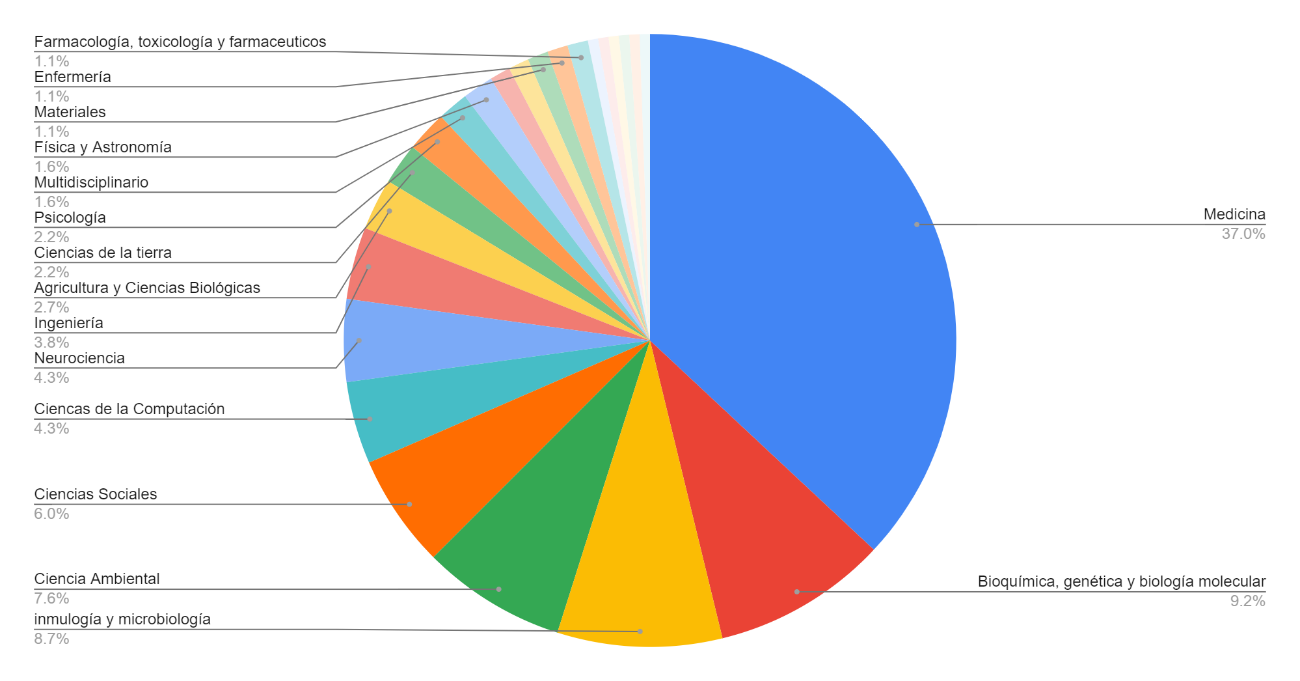 Farmacología, toxicología y farmaceuticos
1.1%
Enfermería
1.1%
Materiales
1.1%
Física y Astronomía
1.6%
Multidisciplinario
1.6%
Psicología
2.2%
Ciencias de la tierra
2.2%
Agricultura y Ciencias Biológicas
2.7%
Ingeniería
3.8%
Neurociencia
4.3%
Ciencas de la Computación
4.3%
Ciencias Sociales
6.0%
Ciencia Ambiental
7.6%
inmulogía y microbiología
8.7%
Medicina
37.0%
Bioquímica, genética y biología molecular
9.2%